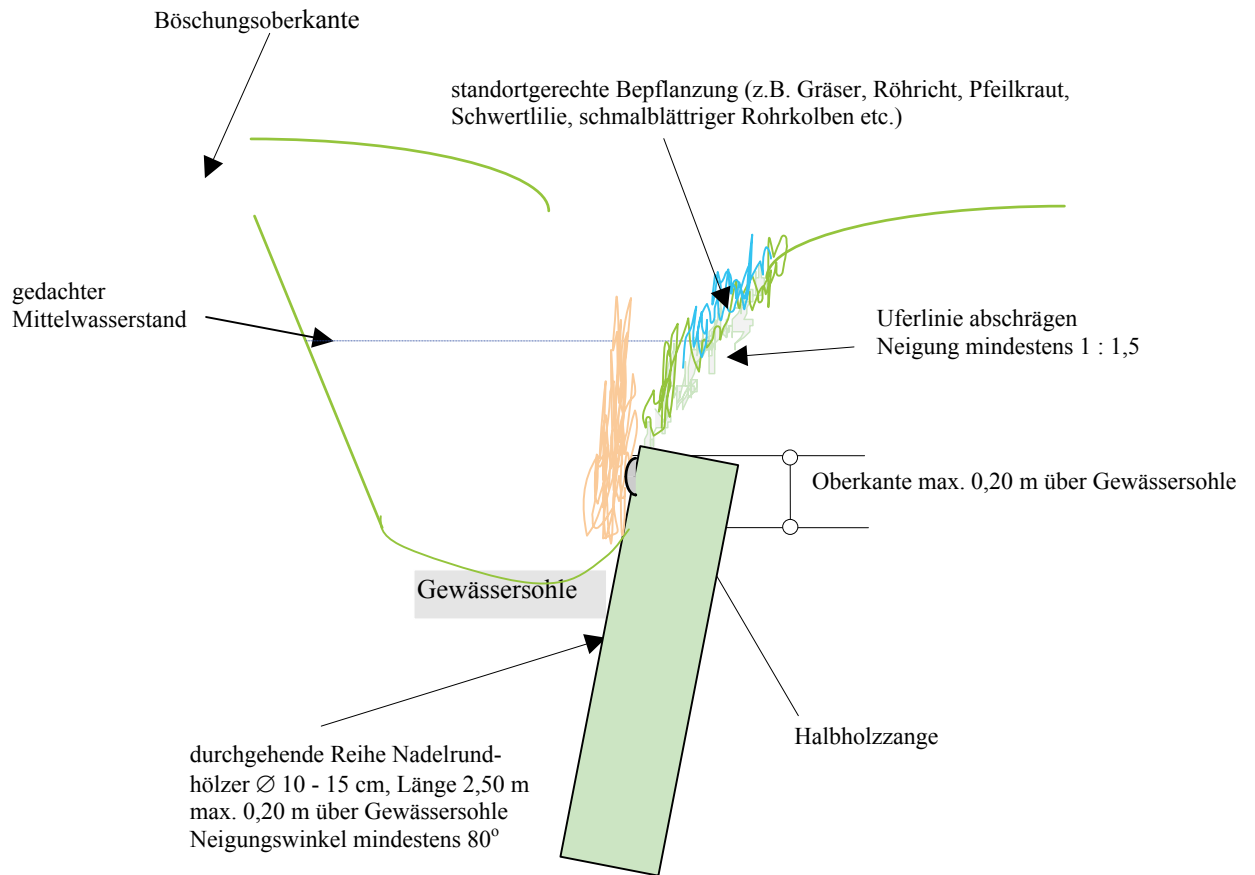 Böschungsoberkante
standortgerechte Bepflanzung (z.B. Gräser, Röhricht, Pfeilkraut,
Schwertlilie, schmalblättriger Rohrkolben etc.)
gedachter
Mittelwasserstand
Uferlinie abschrägen
Neigung mindestens 1 : 1,5
Oberkante max. 0,20 m über Gewässersohle
Gewässersohle
Halbholzzange
durchgehende Reihe Nadelrund-
hölzer ∅ 10 - 15 cm, Länge 2,50 m
max. 0,20 m über Gewässersohle
Neigungswinkel mindestens 80°